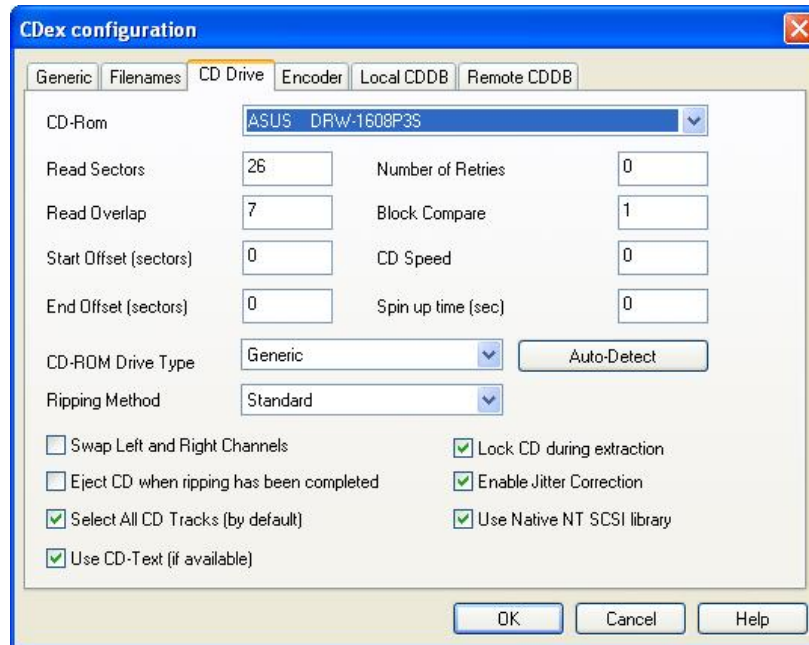 CDex configuration
Generic Filenames CD Drive Encoder Local CDDB Remote CDDB
CD-Rom ASUS DRW-1608P3S
Read Sectors 26 Number of Retries 0
Read Overlap 7 Block Compare 1
Start Offset (sectors) 0 CD Speed 0
End Offset (sectors) 0 Spin up time (sec) 0
CD-ROM Drive Type Generic Auto-Detect
Ripping Method Standard
Swap Left and Right Channels Lock CD during extraction
Eject CD when ripping has been completed Enable Jitter Correction
Select All CD Tracks (by default) Use Native NT SCSI library
Use CD-Text (if available)
OK Cancel Help